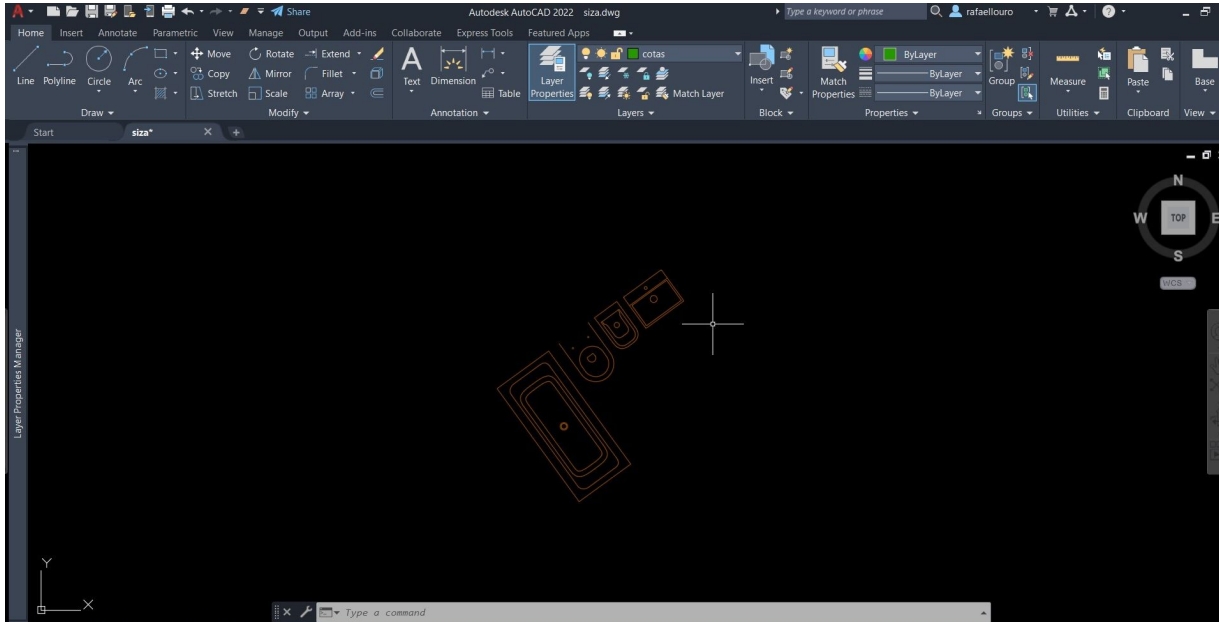 A Share Autodesk AutoCAD 2022 siza.dwg Type a keyword or phrase rafaellouro ?
Home Insert Annotate Parametric View Manage Output Add-ins Collaborate Express Tools Featured Apps
Move Rotate Extend cotas ByLayer
Line Polyline Circle Arc Copy Mirror Fillet A Text Dimension Layer Properties Insert Match Properties ByLayer Group Measure Paste Base
Stretch Scale Array Table Match Layer ByLayer
Draw Modify Annotation Layers Block Properties Groups Utilities Clipboard View
Start siza* × +
N
W TOP E
S
WCS
Layer Properties Manager
Y
X
Type a command